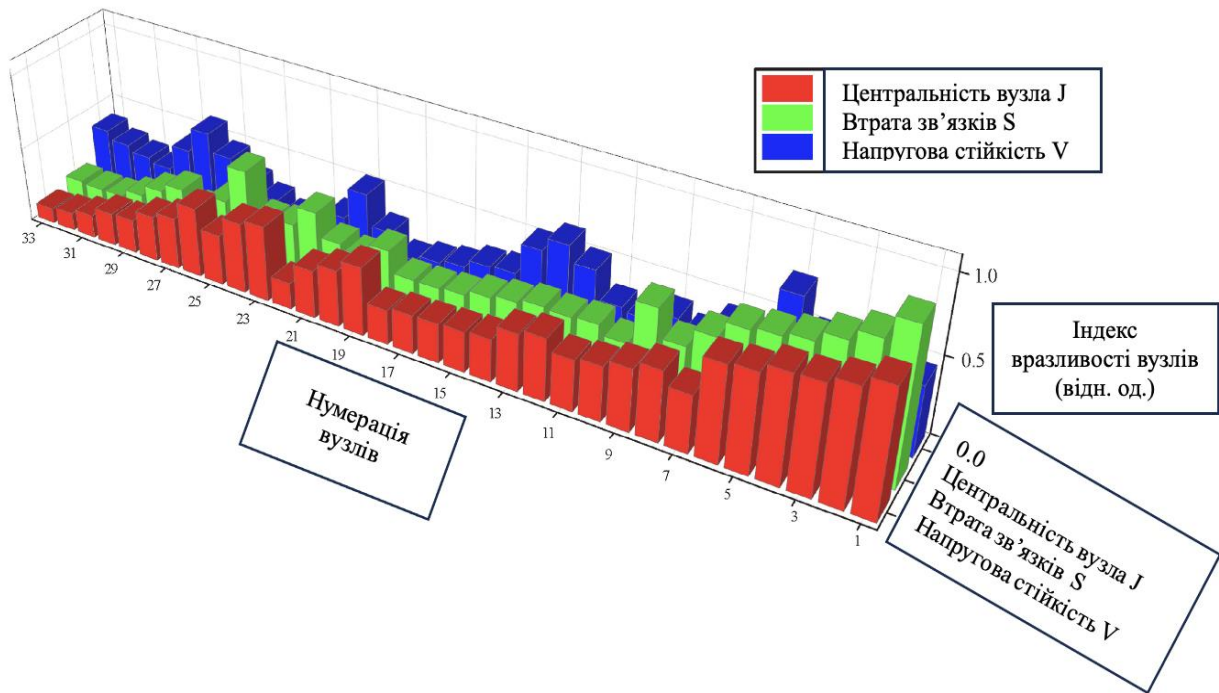 Центральність вузла J
Втрата зв’язків S
Напругова стійкість V
1.0
0.5
0.0
Індекс
вразливості вузлів
(відн. од.)
33
31
29
27
25
23
21
19
17
15
13
11
9
7
5
3
1
Нумерація
вузлів
Центральність вузла J
Втрата зв’язків S
Напругова стійкість V